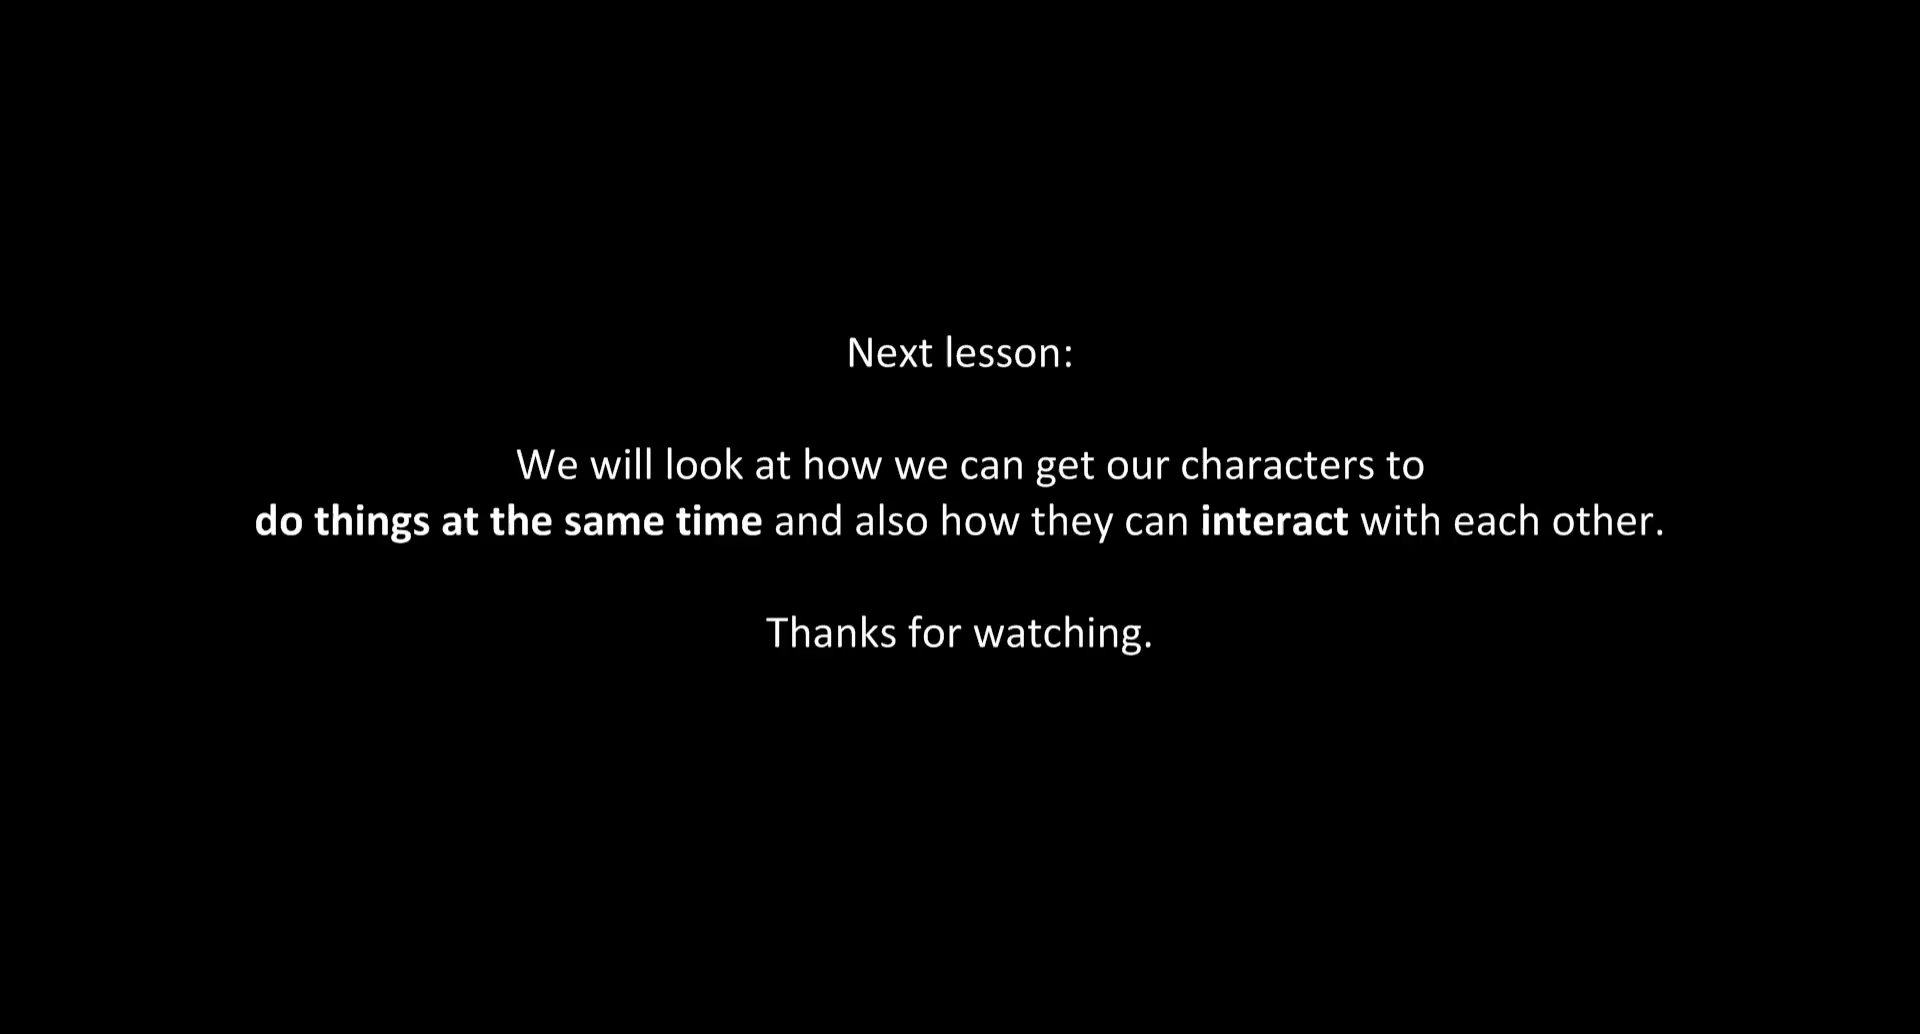 Next lesson:
We will look at how we can get our characters to
do things at the same time and also how they can interact with each other.
Thanks for watching.